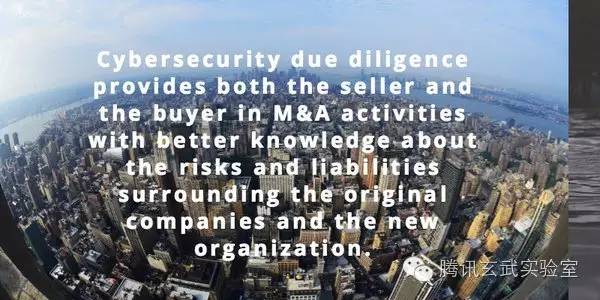 Cybersecurity due diligence
provides both the seller and
the buyer in M&A activities
with better knowledge about
the risks and liabilities
surrounding the original
companies and the new
organization.
腾讯玄武实验室